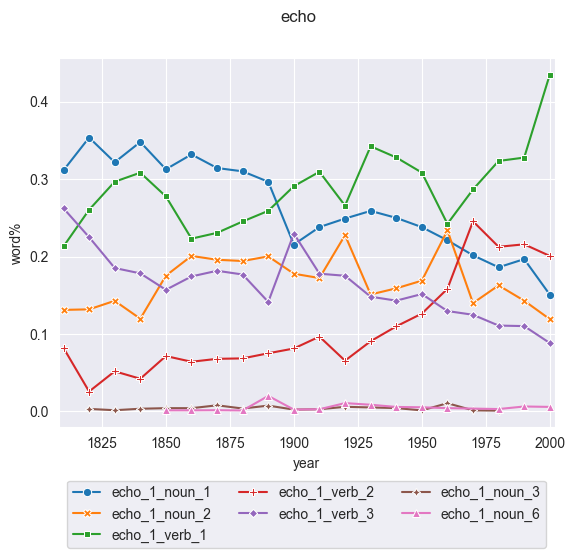 echo
0.4
0.3
0.2
0.1
0.0
word%
1825 1850 1875 1900 1925 1950 1975 2000
year
echo_1_noun_1 echo_1_verb_2 echo_1_noun_3
echo_1_noun_2 echo_1_verb_3 echo_1_noun_6
echo_1_verb_1